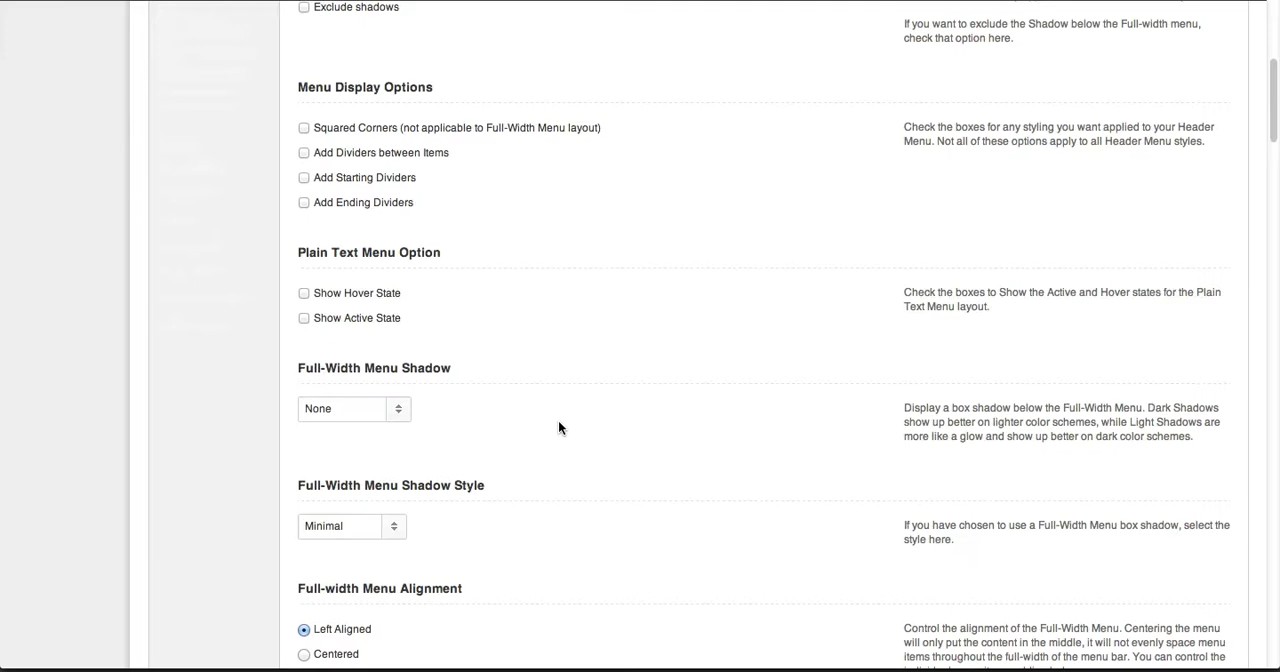 Exclude shadows
If you want to exclude the Shadow below the Full-width menu,
check that option here.
Menu Display Options
Squared Corners (not applicable to Full-Width Menu layout)
Add Dividers between Items
Add Starting Dividers
Add Ending Dividers
Check the boxes for any styling you want applied to your Header
Menu. Not all of these options apply to all Header Menu styles.
Plain Text Menu Option
Show Hover State
Show Active State
Check the boxes to Show the Active and Hover states for the Plain
Text Menu layout.
Full-Width Menu Shadow
None
Display a box shadow below the Full-Width Menu. Dark Shadows
show up better on lighter color schemes, while Light Shadows are
more like a glow and show up better on dark color schemes.
Full-Width Menu Shadow Style
Minimal
If you have chosen to use a Full-Width Menu box shadow, select the
style here.
Full-width Menu Alignment
Left Aligned
Centered
Control the alignment of the Full-Width Menu. Centering the menu
will only put the content in the middle, it will not evenly space menu
items throughout the full-width of the menu bar. You can control the